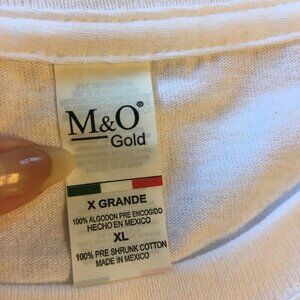 M&O®
Gold
X GRANDE
100% ALGODON PRE ENCOGIDO
HECHO EN MEXICO
XL
100% PRE SHRUNK COTTON
MADE IN MEXICO